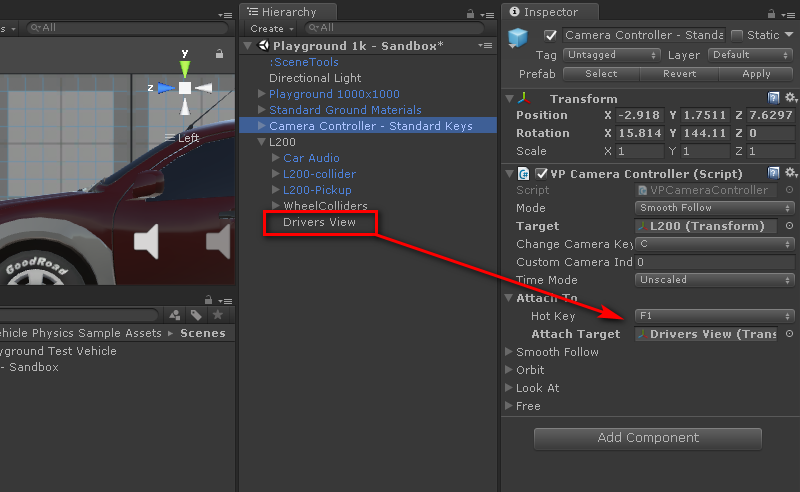 s
All
y
z
Left
GoodRoad
ehicle Physics Sample Assets ▸ Scenes
yground Test Vehicle
- Sandbox
Hierarchy
Create
All
Playground 1k - Sandbox*
:SceneTools
Directional Light
Playground 1000x1000
Standard Ground Materials
Camera Controller - Standard Keys
L200
Car Audio
L200-collider
L200-Pickup
WheelColliders
Drivers View
Inspector
Camera Controller - Standa Static
Tag Untagged Layer Default
Prefab Select Revert Apply
Transform
Position X -2.918 Y 1.7511 Z 7.6297
Rotation X 15.814 Y 144.11 Z 0
Scale X 1 Y 1 Z 1
VP Camera Controller (Script)
Script VPCameraController
Mode Smooth Follow
Target L200 (Transform)
Change Camera Key C
Custom Camera Ind 0
Time Mode Unscaled
Attach To
Hot Key F1
Attach Target Drivers View (Trans
Smooth Follow
Orbit
Look At
Free
Add Component